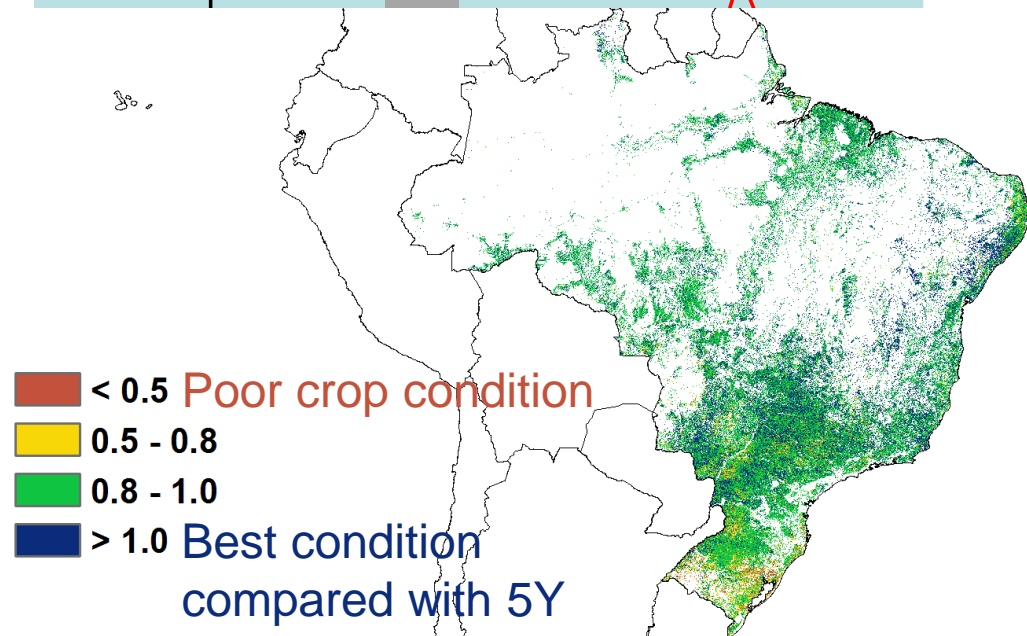 < 0.5 Poor crop condition
0.5 - 0.8
0.8 - 1.0
> 1.0 Best condition
compared with 5Y